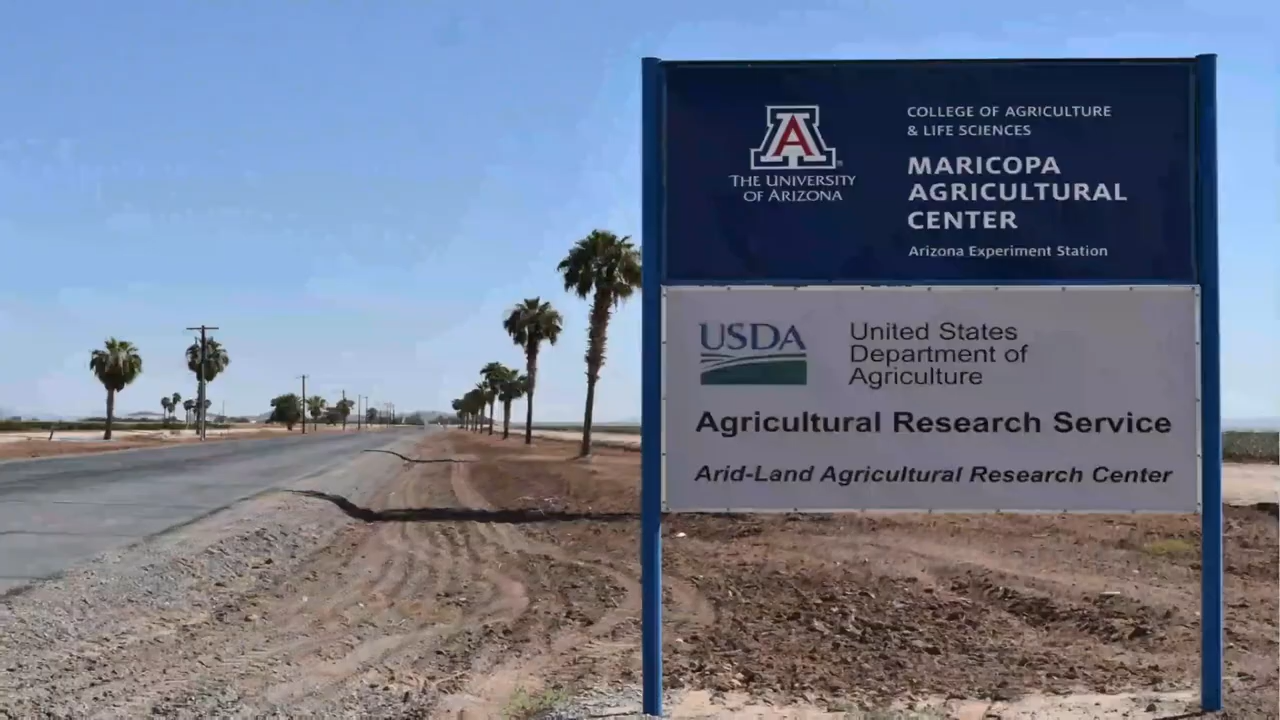 A
THE UNIVERSITY
OF ARIZONA
COLLEGE OF AGRICULTURE
& LIFE SCIENCES
MARICOPA
AGRICULTURAL
CENTER
Arizona Experiment Station
USDA
United States
Department of
Agriculture
Agricultural Research Service
Arid-Land Agricultural Research Center